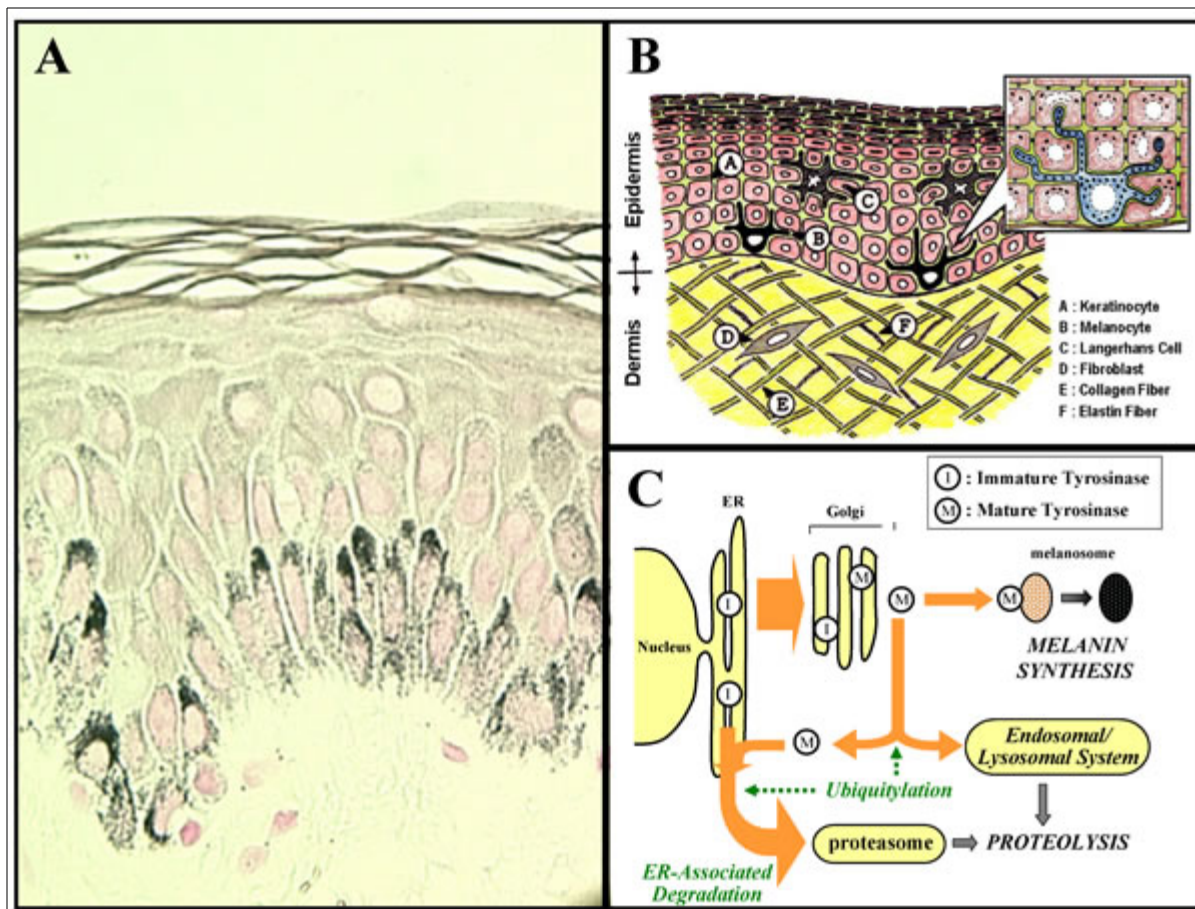 A
B
Epidermis
Dermis
A
B
C
D
E
F
A : Keratinocyte
B : Melanocyte
C : Langerhans Cell
D : Fibroblast
E : Collagen Fiber
F : Elastin Fiber
C
I : Immature Tyrosinase
M : Mature Tyrosinase
ER
Golgi
melanosome
Nucleus
I
I
I
M
M
M
MELANIN
SYNTHESIS
M
Endosomal/
Lysosomal System
Ubiquitylation
proteasome
PROTEOLYSIS
ER-Associated
Degradation